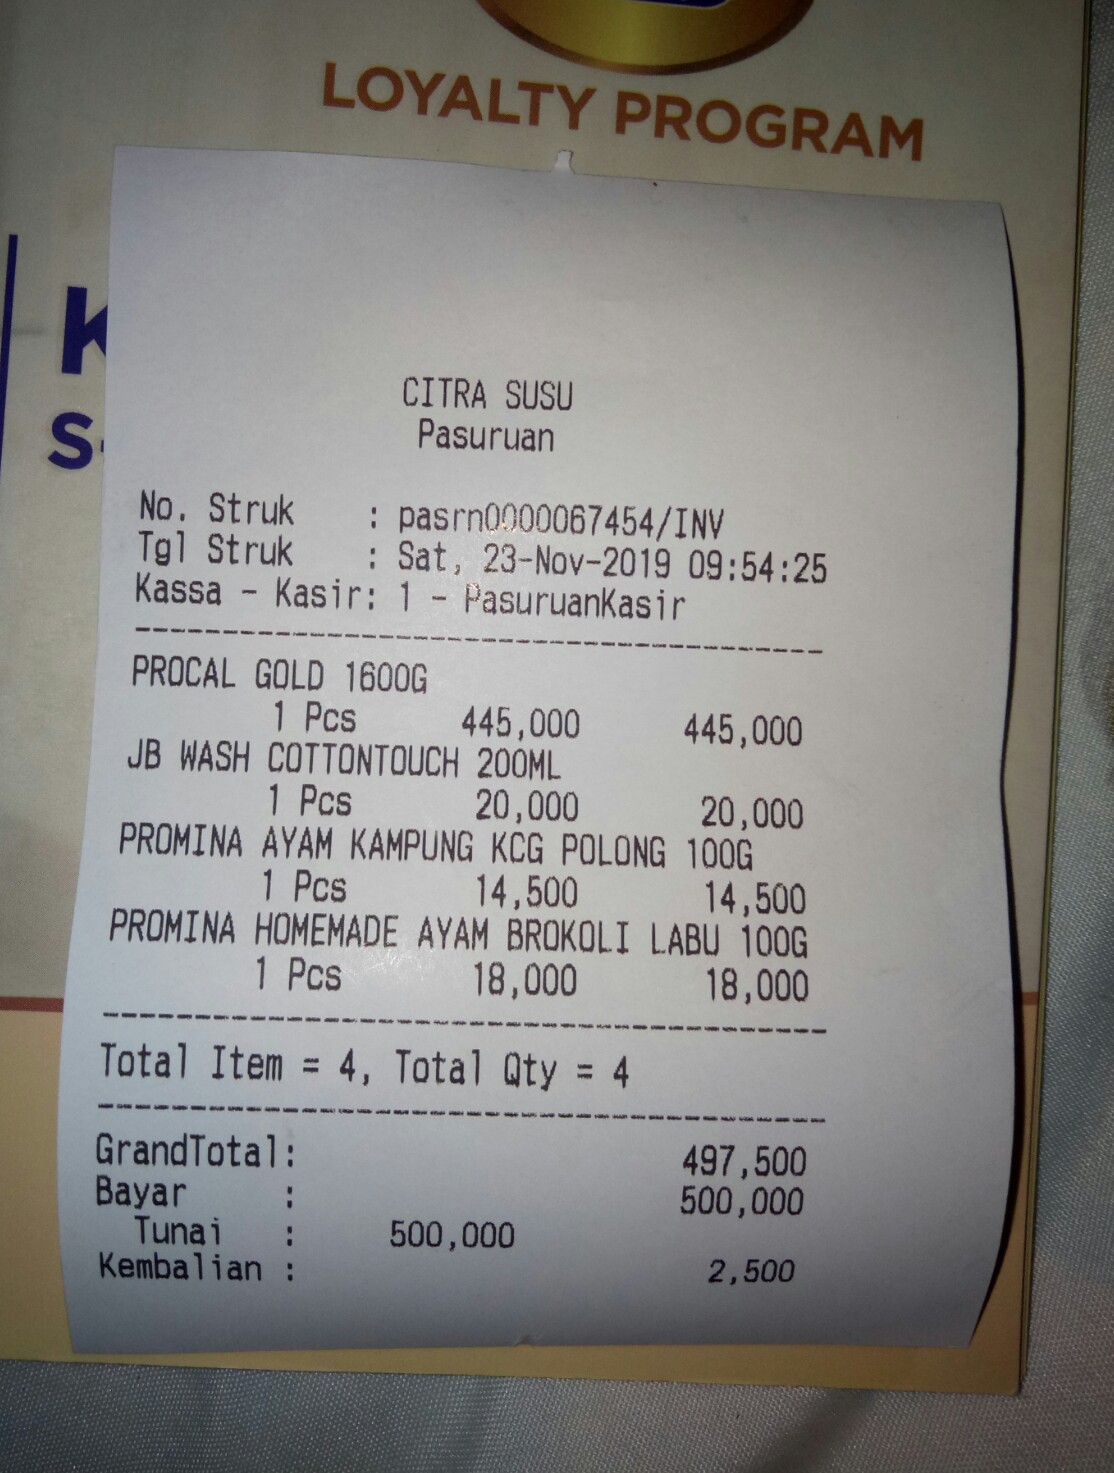 LOYALTY PROGRAM
K
S
CITRA SUSU
Pasuruan
No. Struk : pasrn0000067454/INV
Tgl Struk : Sat, 23-Nov-2019 09:54:25
Kassa - Kasir: 1 - PasuruanKasir
PROCAL GOLD 1600G
1 Pcs 445,000 445,000
JB WASH COTTONTOUCH 200ML
1 Pcs 20,000 20,000
PROMINA AYAM KAMPUNG KCG POLONG 100G
1 Pcs 14,500 14,500
PROMINA HOMEMADE AYAM BROKOLI LABU 100G
1 Pcs 18,000 18,000
Total Item = 4, Total Qty = 4
GrandTotal: 497,500
Bayar : 500,000
Tunai : 500,000
Kembalian : 2,500